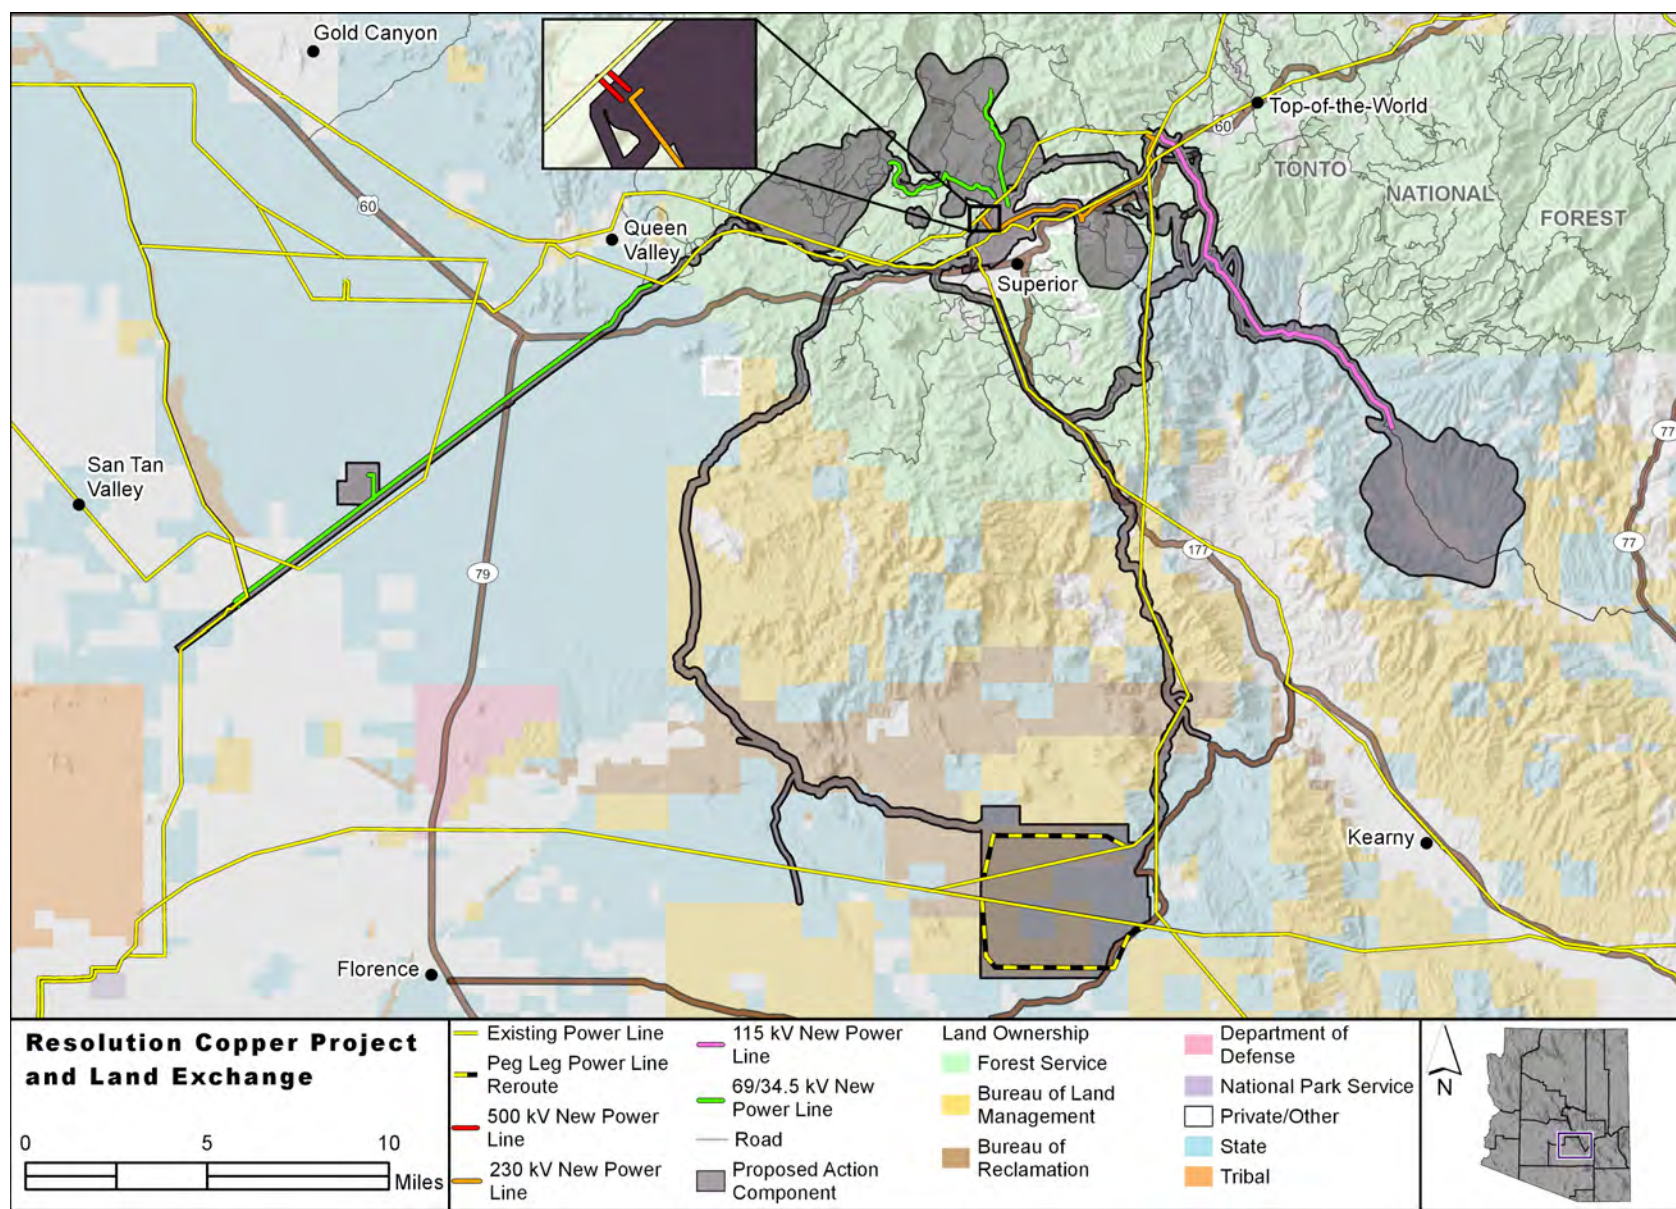 Gold Canyon
Top-of-the-World
60
TONTO
NATIONAL
FOREST
60
Queen
Valley
Superior
San Tan
Valley
79
177
77
77
Kearny
Florence
Resolution Copper Project
and Land Exchange
0 5 10
Miles
Existing Power Line
Peg Leg Power Line
Reroute
500 kV New Power
Line
230 kV New Power
Line
115 kV New Power
Line
69/34.5 kV New
Power Line
Road
Proposed Action
Component
Land Ownership
Forest Service
Bureau of Land
Management
Bureau of
Reclamation
Department of
Defense
National Park Service
Private/Other
State
Tribal
N